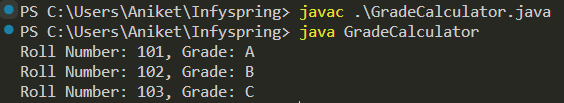 PS C:\Users\Aniket\Infyspring> javac .\GradeCalculator.java
PS C:\Users\Aniket\Infyspring> java GradeCalculator
Roll Number: 101, Grade: A
Roll Number: 102, Grade: B
Roll Number: 103, Grade: C